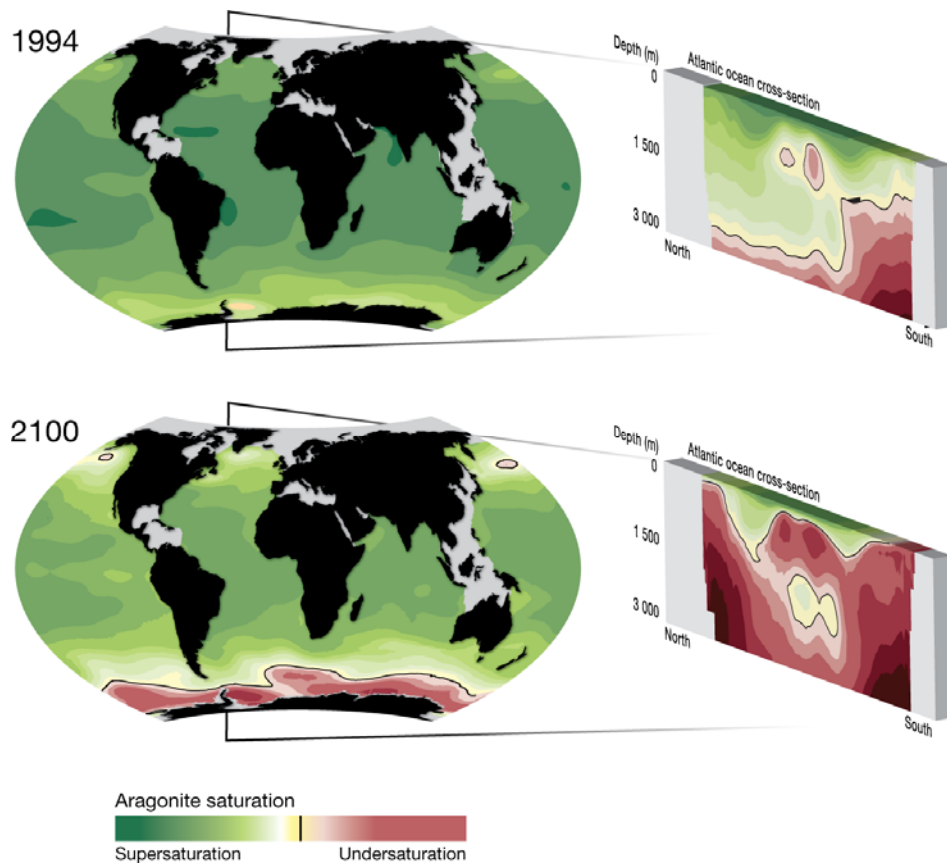 1994
Depth (m)
Atlantic ocean cross-section
0
1 500
3 000
North
South
2100
Depth (m)
Atlantic ocean cross-section
0
1 500
3 000
North
South
Aragonite saturation
Supersaturation
Undersaturation